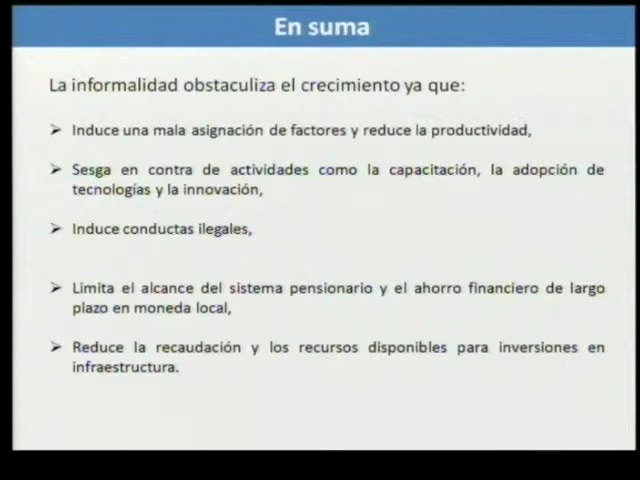 En suma
La informalidad obstaculiza el crecimiento ya que:
➢ Induce una mala asignación de factores y reduce la productividad,
➢ Sesga en contra de actividades como la capacitación, la adopción de
tecnologías y la innovación,
➢ Induce conductas ilegales,
➢ Limita el alcance del sistema pensionario y el ahorro financiero de largo
plazo en moneda local,
➢ Reduce la recaudación y los recursos disponibles para inversiones en
infraestructura.